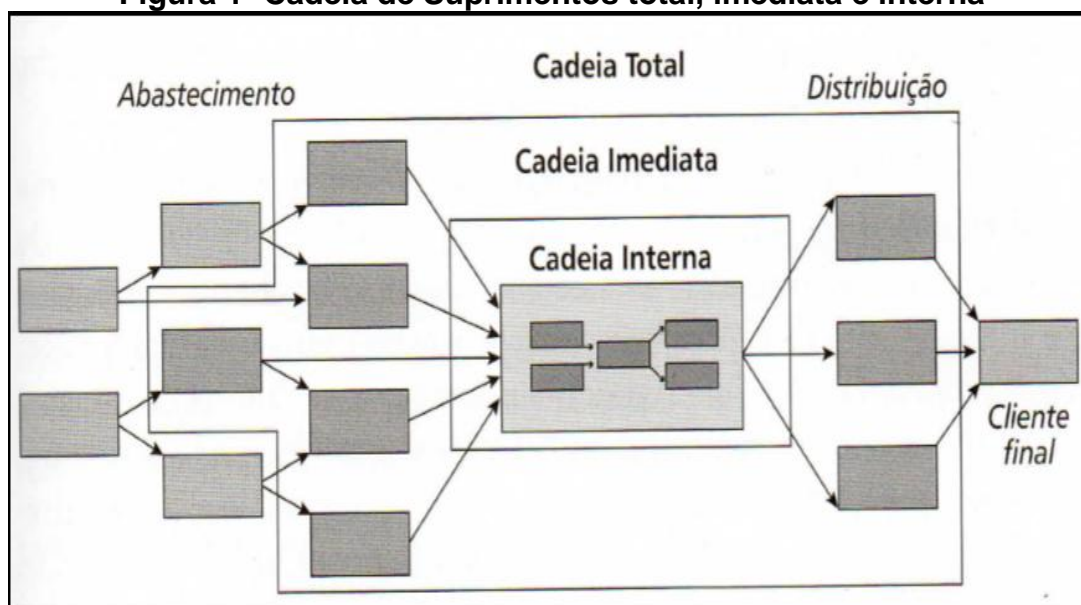 Figura 1- Cadeia de Suprimentos total, imediata e interna
Cadeia Total
Abastecimento
Distribuição
Cadeia Imediata
Cadeia Interna
Cliente
final